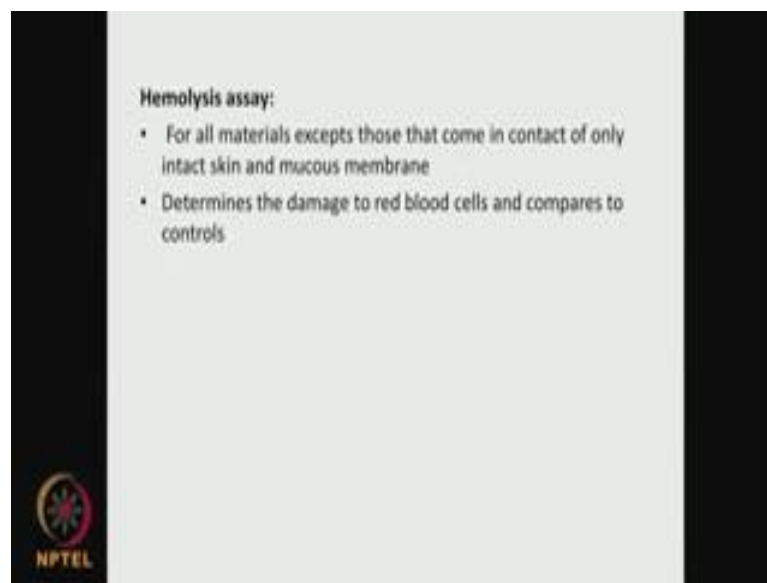 Hemolysis assay:
• For all materials excepts those that come in contact of only
intact skin and mucous membrane
• Determines the damage to red blood cells and compares to
controls
NPTEL